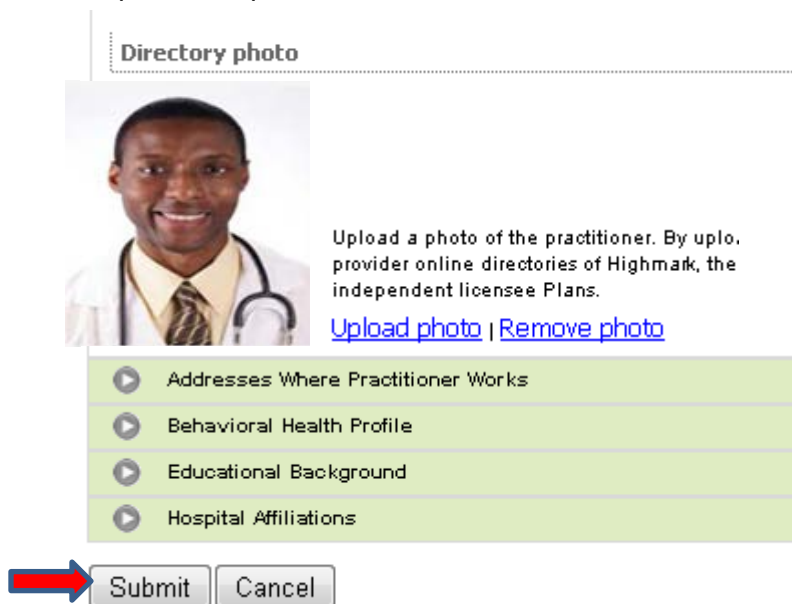 Directory photo
Upload a photo of the practitioner. By uplo
provider online directories of Highmark, the
independent licensee Plans.
Upload photo | Remove photo
Addresses Where Practitioner Works
Behavioral Health Profile
Educational Background
Hospital Affiliations
Submit Cancel